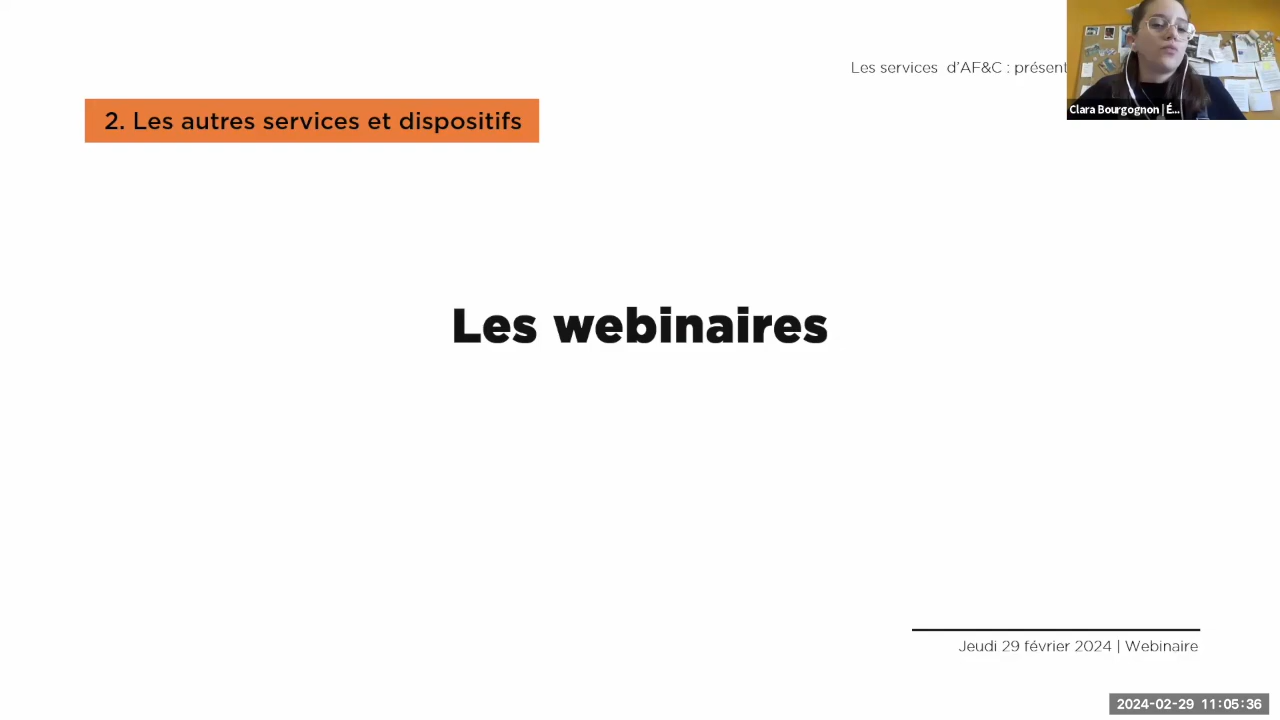 Les services d'AF&C : présent
Clara Bourgognon | É...
2. Les autres services et dispositifs
Les webinaires
Jeudi 29 février 2024 | Webinaire
2024-02-29 11:05:36